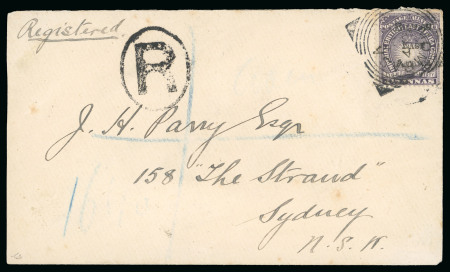 Registered.
R
J. H. Parry Esqr
158 "The Strand"
Sydney
N. S. W.